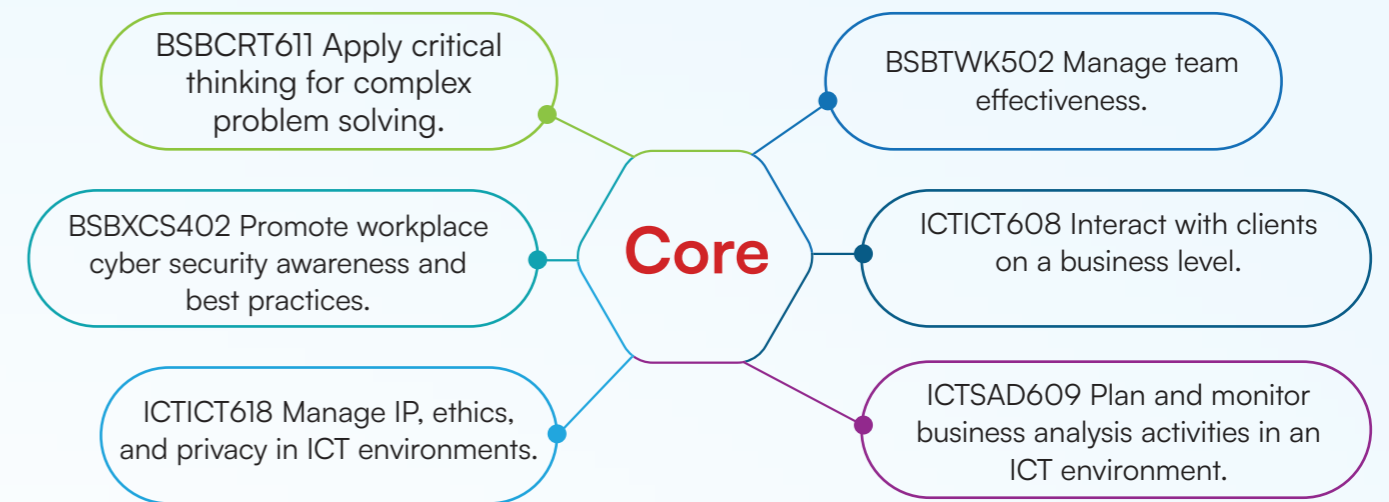 BSBCRT611 Apply critical
thinking for complex
problem solving.
BSBTWK502 Manage team
effectiveness.
BSBXCS402 Promote workplace
cyber security awareness and
best practices.
Core
ICTICT608 Interact with clients
on a business level.
ICTICT618 Manage IP, ethics,
and privacy in ICT environments.
ICTSAD609 Plan and monitor
business analysis activities in an
ICT environment.